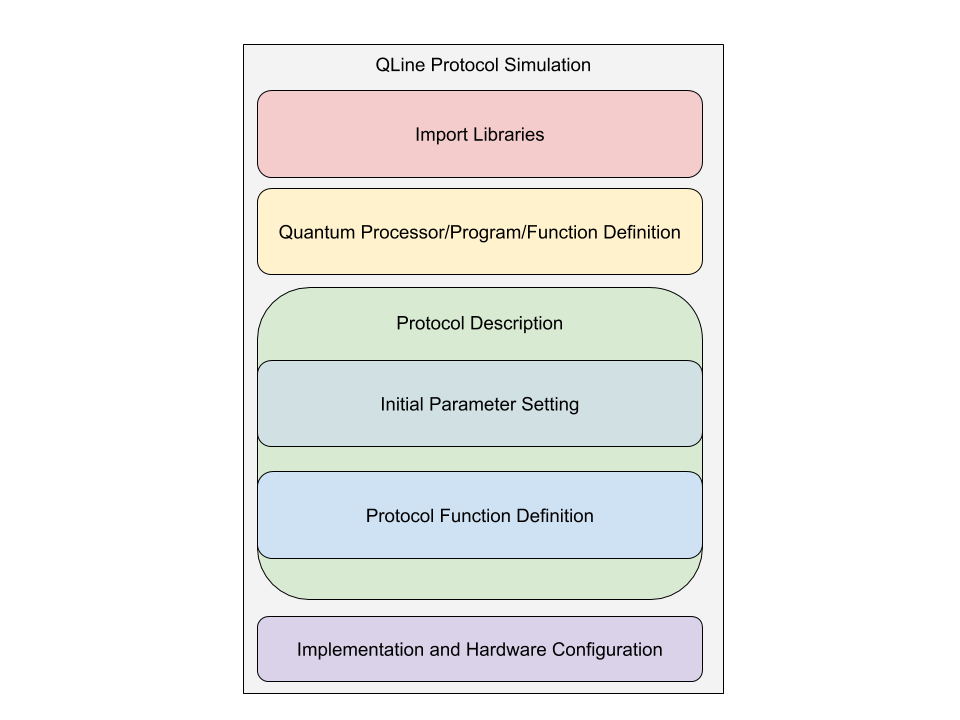 QLine Protocol Simulation
Import Libraries
Quantum Processor/Program/Function Definition
Protocol Description
Initial Parameter Setting
Protocol Function Definition
Implementation and Hardware Configuration